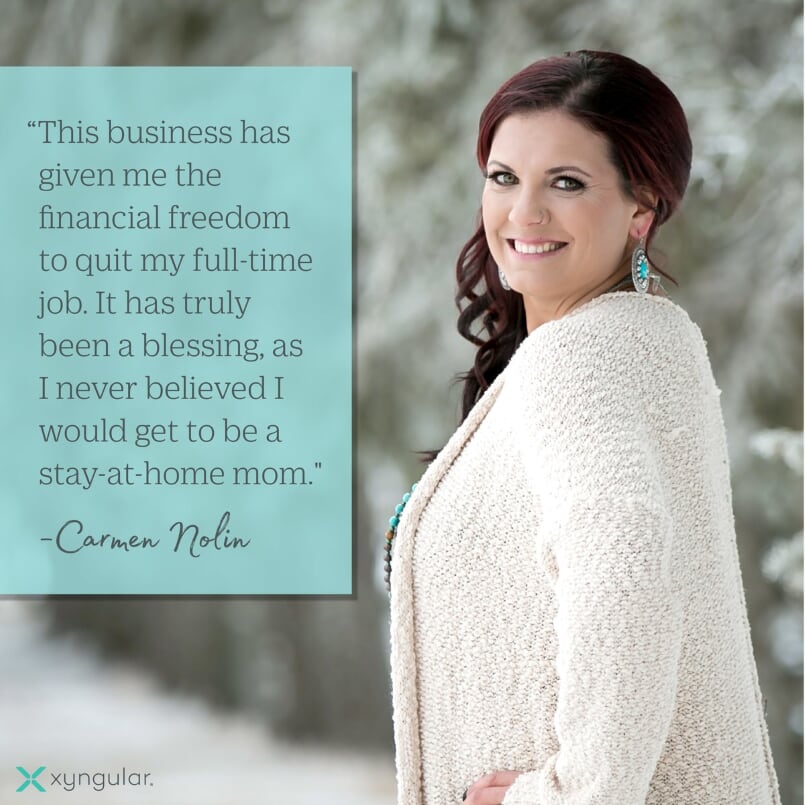 “This business has
given me the
financial freedom
to quit my full-time
job. It has truly
been a blessing, as
I never believed I
would get to be a
stay-at-home mom."
-Carmen Nolin
xyngular.